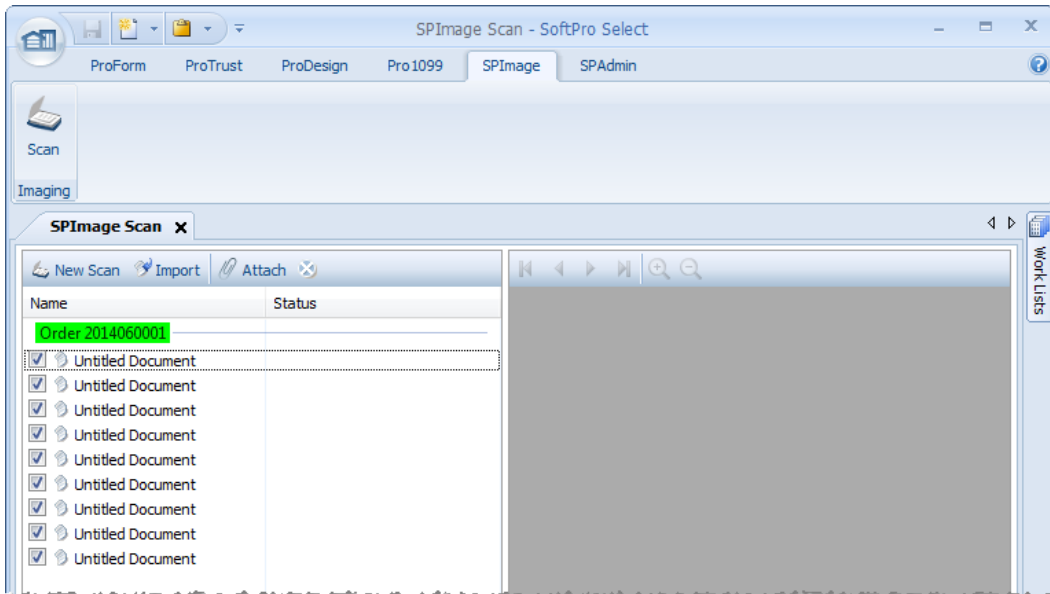 SPImage Scan - SoftPro Select
ProForm ProTrust ProDesign Pro1099 SPImage SPAdmin
Scan
Imaging
SPImage Scan
Work Lists
New Scan Import Attach
Name Status
Order 2014060001
Untitled Document
Untitled Document
Untitled Document
Untitled Document
Untitled Document
Untitled Document
Untitled Document
Untitled Document
Untitled Document